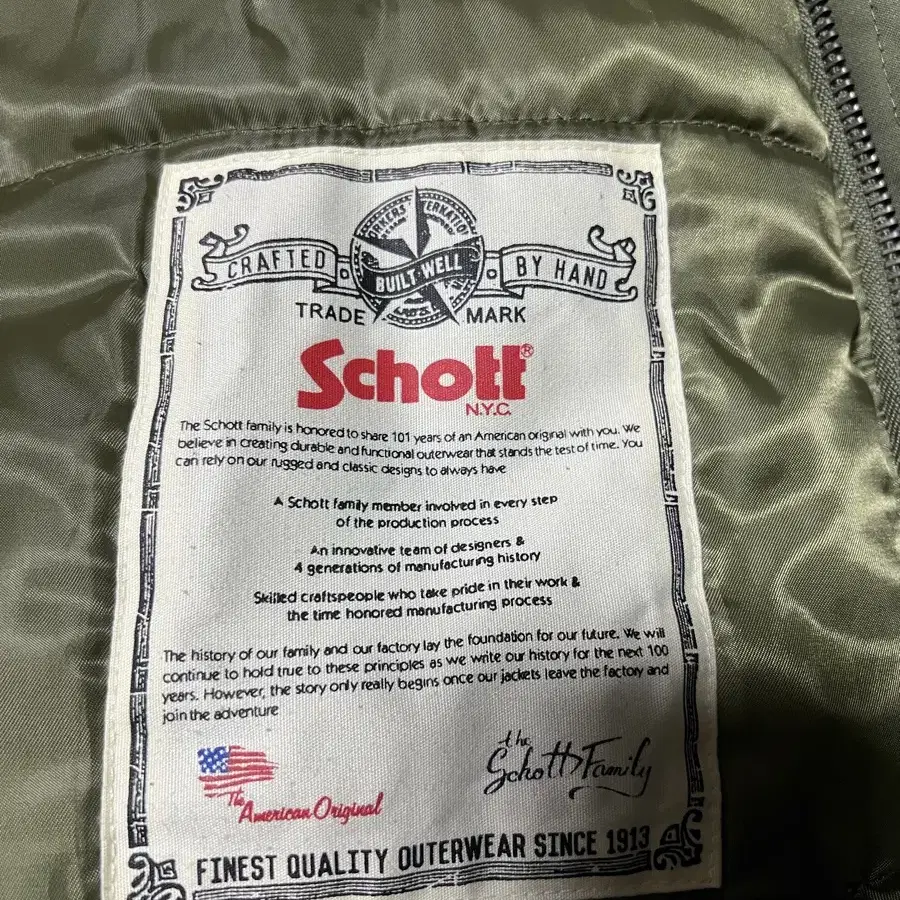 CRAFTED BUILT-WELL BY HAND
TRADE MARK
Schott®
N.Y.C.
The Schott family is honored to share 101 years of an American original with you. We
believe in creating durable and functional outerwear that stands the test of time. You
can rely on our rugged and classic designs to always have
A Schott family member involved in every step
of the production process
An innovative team of designers &
4 generations of manufacturing history
Skilled craftspeople who take pride in their work &
the time honored manufacturing process
The history of our family and our factory lay the foundation for our future. We will
continue to hold true to these principles as we write our history for the next 100
years. However, the story only really begins once our jackets leave the factory and
join the adventure
The
American Original
the
Schott Family
FINEST QUALITY OUTERWEAR SINCE 1913